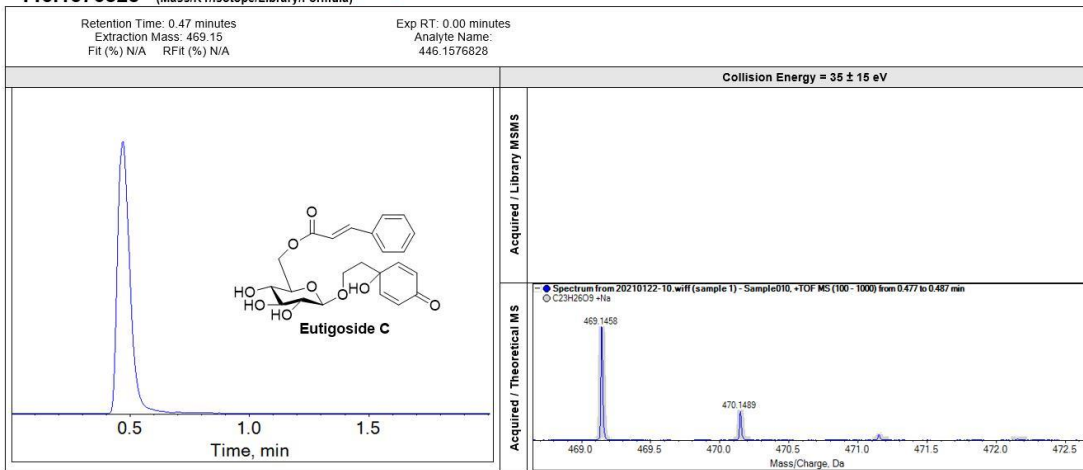 Retention Time: 0.47 minutes
Extraction Mass: 469.15
Fit (%) N/A RFit (%) N/A
Exp RT: 0.00 minutes
Analyte Name:
446.1576828
Collision Energy = 35 ± 15 eV
O
O
HO
HO
HO
O
O
HO
O
Eutigoside C
0.5 1.0 1.5
Time, min
Acquired / Library MSMS
Acquired / Theoretical MS
Spectrum from 20210122-10.wiff (sample 1) - Sample010, +TOF MS (100 - 1000) from 0.477 to 0.487 min
C23H26O9 +Na
469.1458
470.1489
469.0 469.5 470.0 470.5 471.0 471.5 472.0 472.5
Mass/Charge, Da